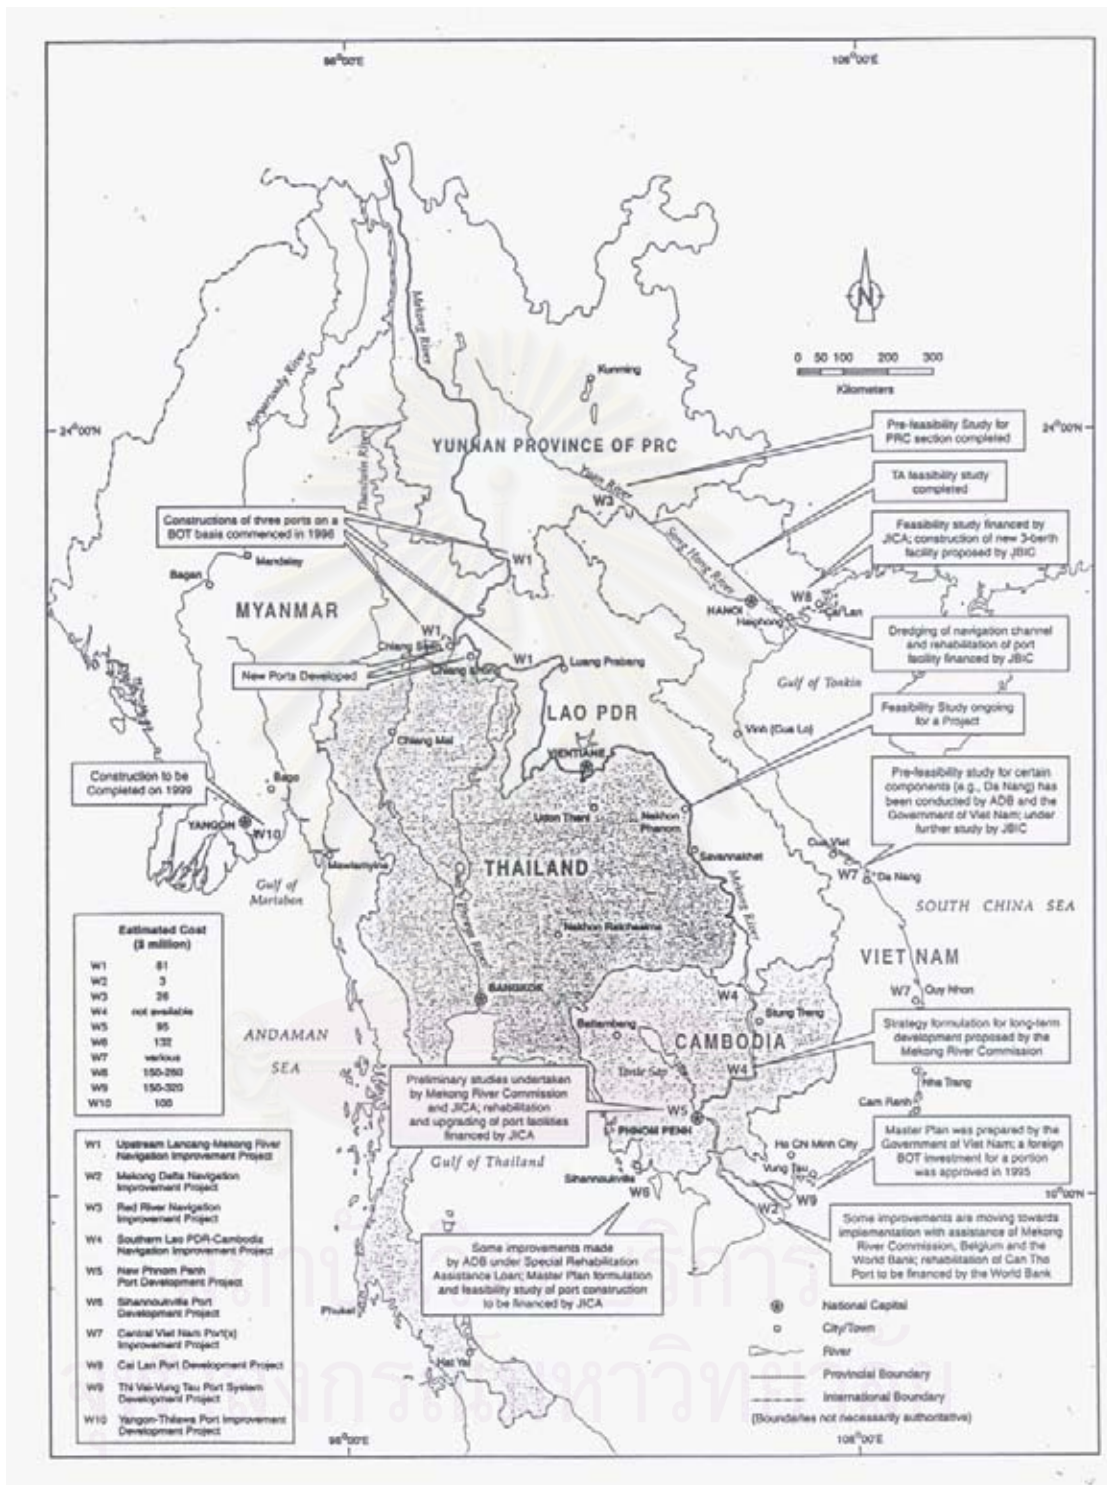 98°00'E
106°00'E
N
0 50 100 200 300
Kilometers
Mekong River
Kunming
24°00'N
24°00'N
YUNNAN PROVINCE OF PRC
Pre-feasibility Study for
PRC section completed
Yuan River
W3
TA feasibility study
completed
Constructions of three ports on a
BOT basis commenced in 1996
Feasibility study financed by
JICA; construction of new 3-berth
facility proposed by JBIC
Song Hong River
Mandalay
Bagan
W1
MYANMAR
HANOI
W8
Cai Lan
Haiphong
W1
Chiang Saen
Dredging of navigation channel
and rehabilitation of port
facility financed by JBIC
W1
Luang Prabang
New Ports Developed
Gulf of Tonkin
LAO PDR
Feasibility Study ongoing
for a Project
Chiang Mai
Vinh (Cua Lo)
VIENTIANE
Construction to be
Completed on 1999
Bago
Pre-feasibility study for certain
components (e.g., Da Nang) has
been conducted by ADB and the
Government of Viet Nam; under
further study by JBIC
YANGON
W10
Udon Thani
Nakhon
Phanom
Savannakhet
Cua Viet
THAILAND
Mawlamyine
W7
Da Nang
Gulf of
Martaban
Mekong River
SOUTH CHINA SEA
Nakhon Ratchasima
Estimated Cost
($ million)
W1 61
W2 3
W3 26
W4 not available
W5 95
W6 132
W7 various
W8 150-260
W9 150-320
W10 100
VIET NAM
BANGKOK
W4
W7
Quy Nhon
Battambang
Stung Treng
ANDAMAN
SEA
CAMBODIA
Strategy formulation for long-term
development proposed by the
Mekong River Commission
Tonle Sap
W4
Preliminary studies undertaken
by Mekong River Commission
and JICA; rehabilitation
and upgrading of port facilities
financed by JICA
Nha Trang
Cam Ranh
W5
PHNOM PENH
Master Plan was prepared by the
Government of Viet Nam; a foreign
BOT investment for a portion
was approved in 1995
Ho Chi Minh City
Vung Tau
Gulf of Thailand
Sihanoukville
W6
W9
10°00'N
W2
W1 Upstream Lancang-Mekong River
Navigation Improvement Project
W2 Mekong Delta Navigation
Improvement Project
W3 Red River Navigation
Improvement Project
W4 Southern Lao PDR-Cambodia
Navigation Improvement Project
W5 New Phnom Penh
Port Development Project
W6 Sihanoukville Port
Development Project
W7 Central Viet Nam Port(s)
Improvement Project
W8 Cai Lan Port Development Project
W9 Thi Vai-Vung Tau Port System
Development Project
W10 Yangon-Thilawa Port Improvement
Development Project
Some improvements are moving towards
implementation with assistance of Mekong
River Commission, Belgium and the
World Bank; rehabilitation of Can Tho
Port to be financed by the World Bank
Some improvements made
by ADB under Special Rehabilitation
Assistance Loan; Master Plan formulation
and feasibility study of port construction
to be financed by JICA
National Capital
City/Town
River
Provincial Boundary
International Boundary
(Boundaries not necessarily authoritative)
Phuket
Hat Yai
98°00'E
106°00'E